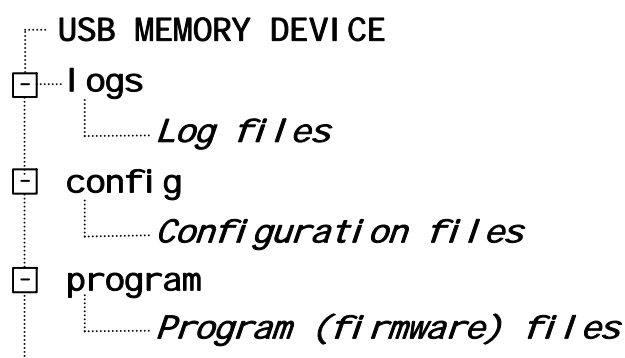 USB MEMORY DEVICE
logs
Log files
config
Configuration files
program
Program (firmware) files